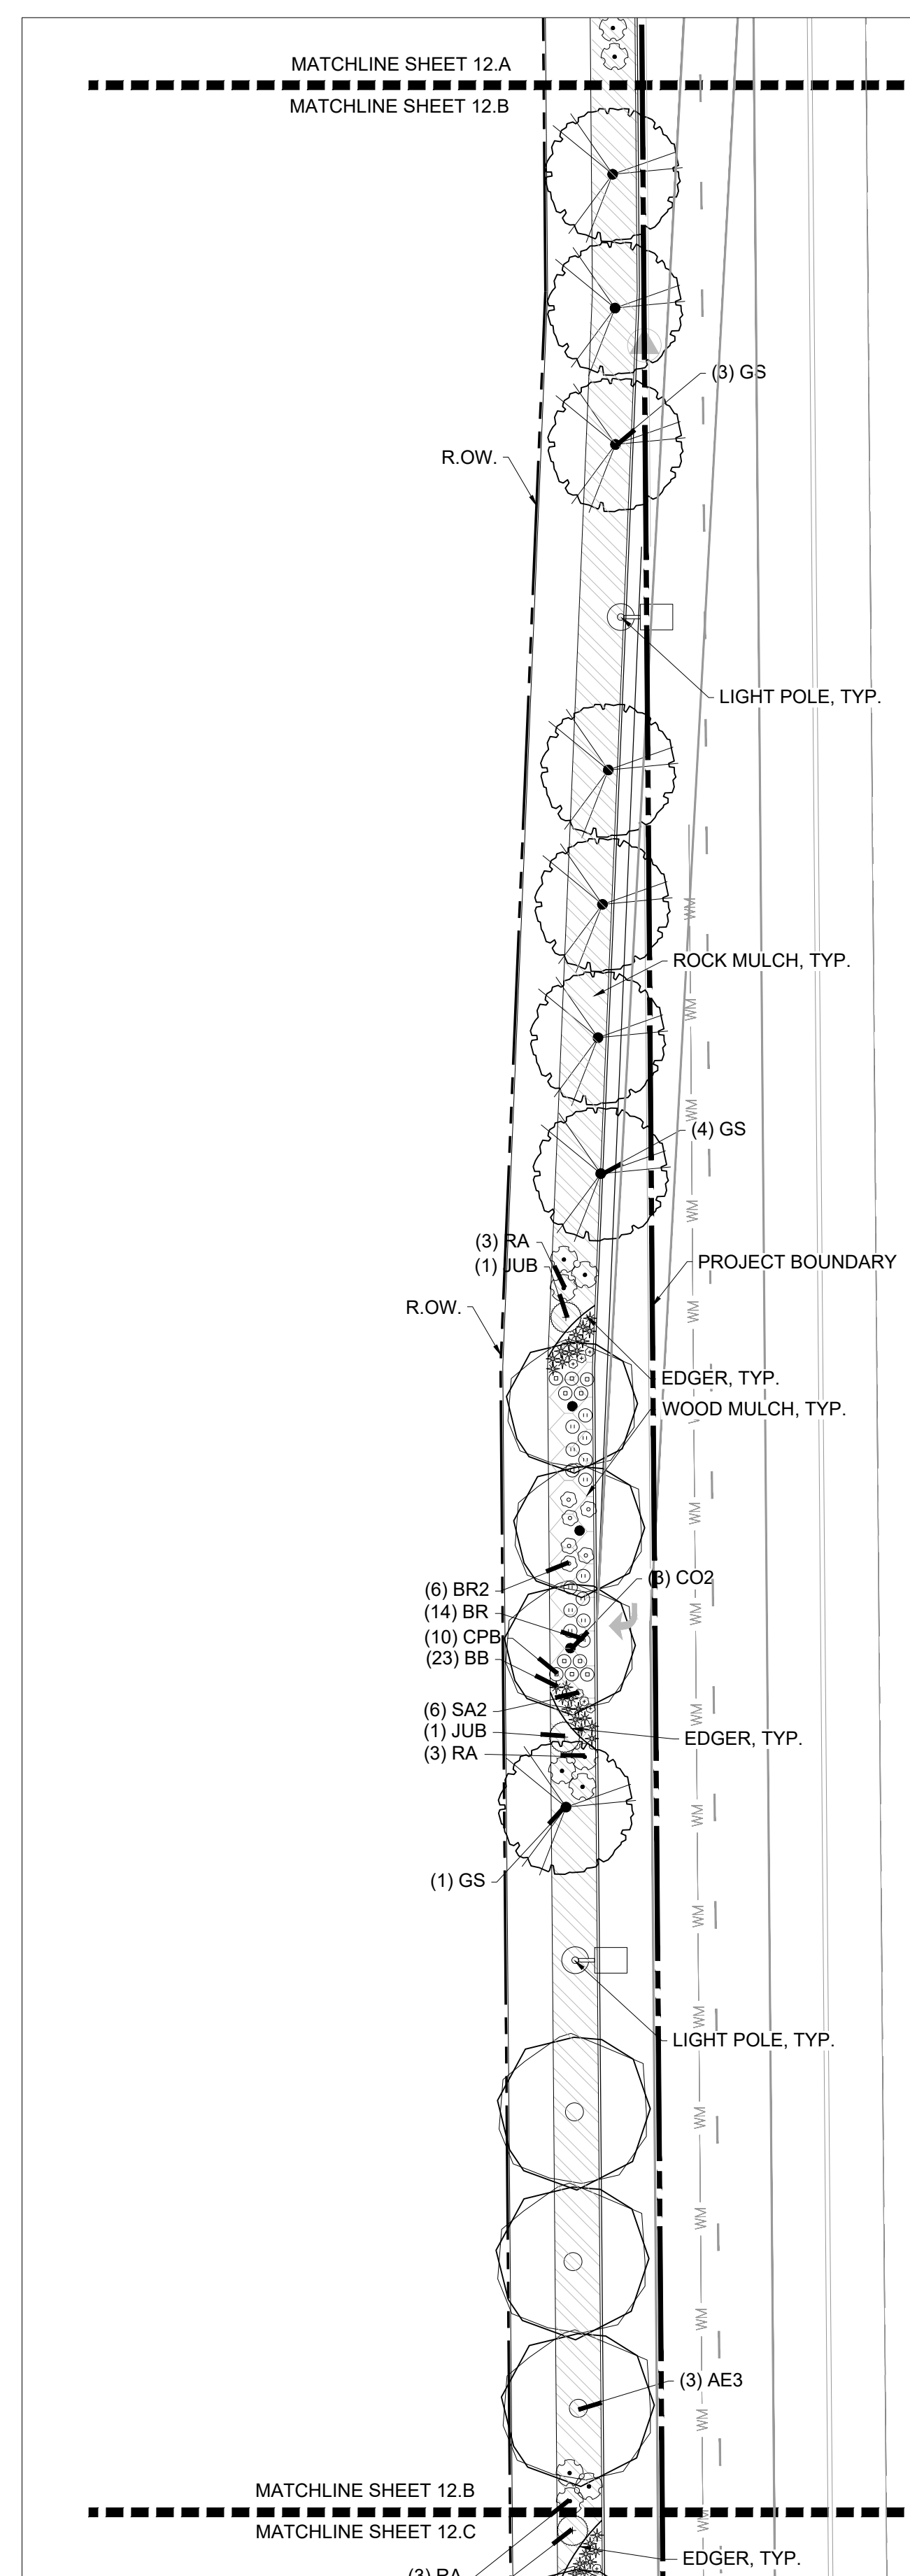 MATCHLINE SHEET 12.A
MATCHLINE SHEET 12.B
(3) GS
R.OW.
LIGHT POLE, TYP.
ROCK MULCH, TYP.
(4) GS
(3) RA
(1) JUB
PROJECT BOUNDARY
R.OW.
EDGER, TYP.
WOOD MULCH, TYP.
(3) CO2
(6) BR2
(14) BR
(10) CPB
(23) BB
(6) SA2
(1) JUB
EDGER, TYP.
(3) RA
(1) GS
LIGHT POLE, TYP.
(3) AE3
MATCHLINE SHEET 12.B
MATCHLINE SHEET 12.C
EDGER, TYP.
(3) RA